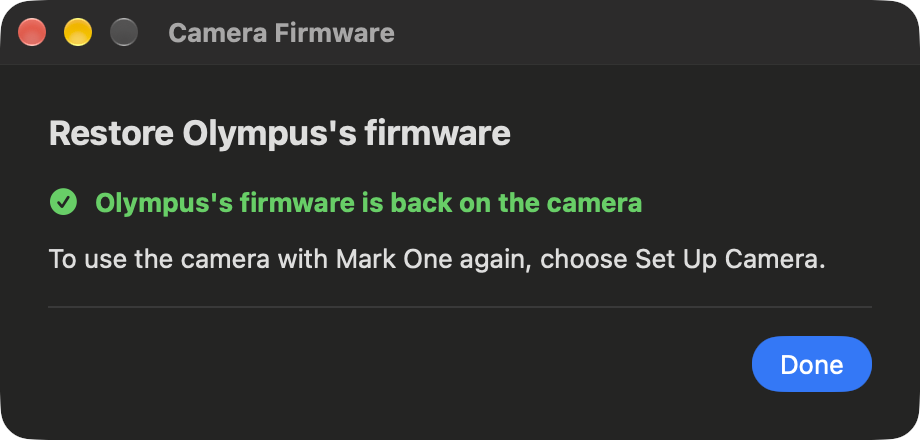 Camera Firmware
Restore Olympus's firmware
Olympus's firmware is back on the camera
To use the camera with Mark One again, choose Set Up Camera.
Done